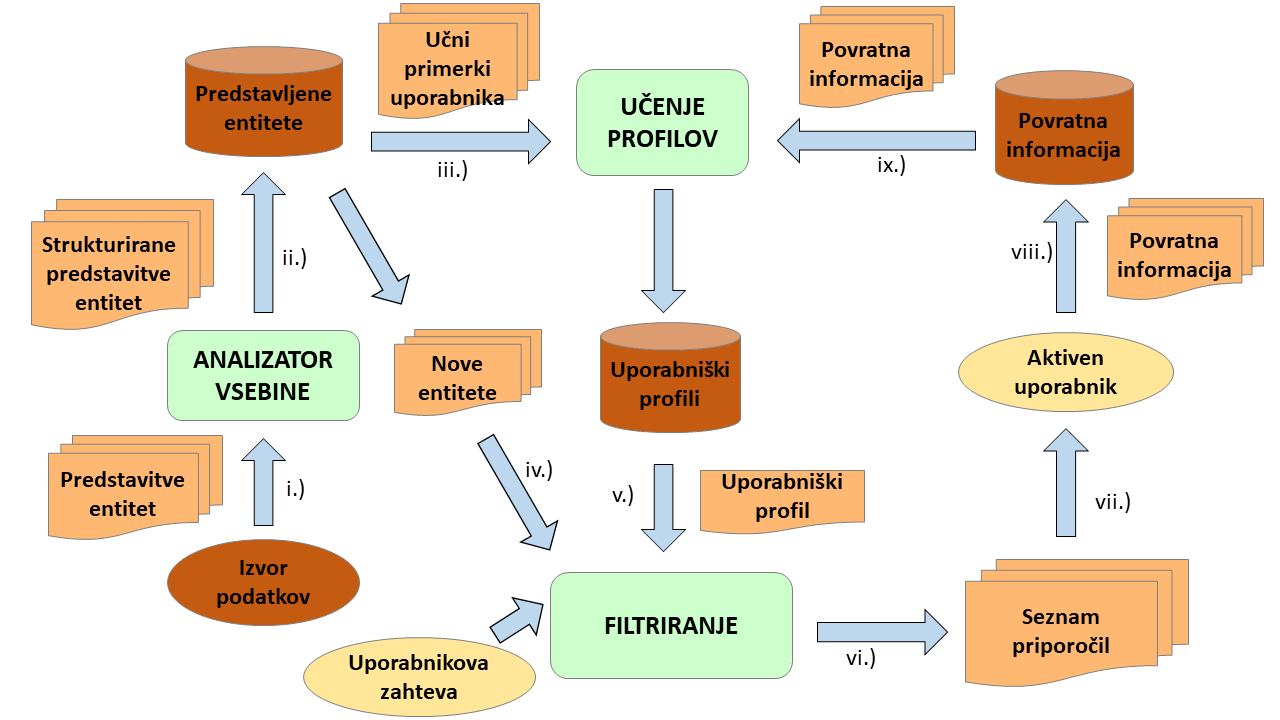 Učni
primerki
uporabnika
Povratna
informacija
Predstavljene
entitete
UČENJE
PROFILOV
Povratna
informacija
iii.)
ix.)
Strukturirane
predstavitve
entitet
ii.)
viii.)
Povratna
informacija
ANALIZATOR
VSEBINE
Nove
entitete
Uporabniški
profili
Aktiven
uporabnik
Predstavitve
entitet
i.)
iv.)
v.)
Uporabniški
profil
vii.)
Izvor
podatkov
FILTRIRANJE
Seznam
priporočil
vi.)
Uporabnikova
zahteva